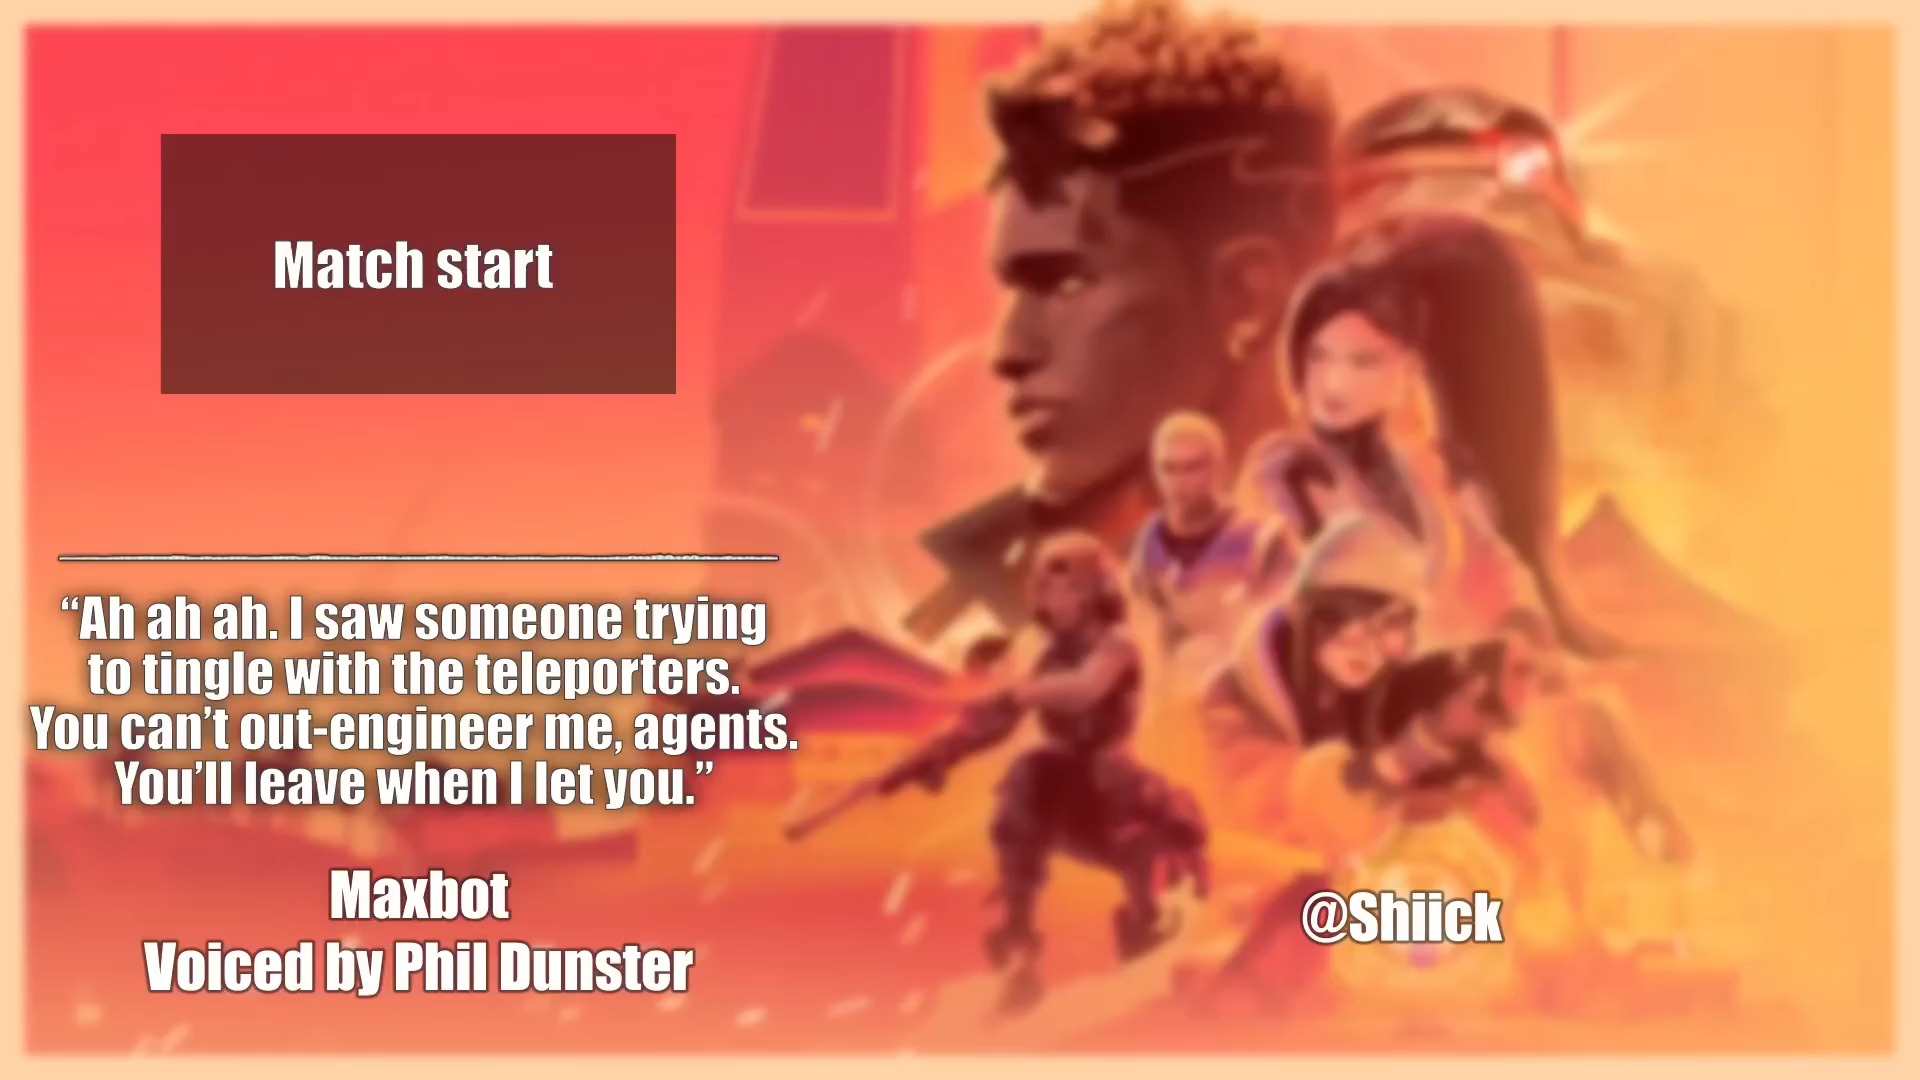 Match start
“Ah ah ah. I saw someone trying
to tingle with the teleporters.
You can’t out-engineer me, agents.
You’ll leave when I let you.”
Maxbot
Voiced by Phil Dunster
@Shiick